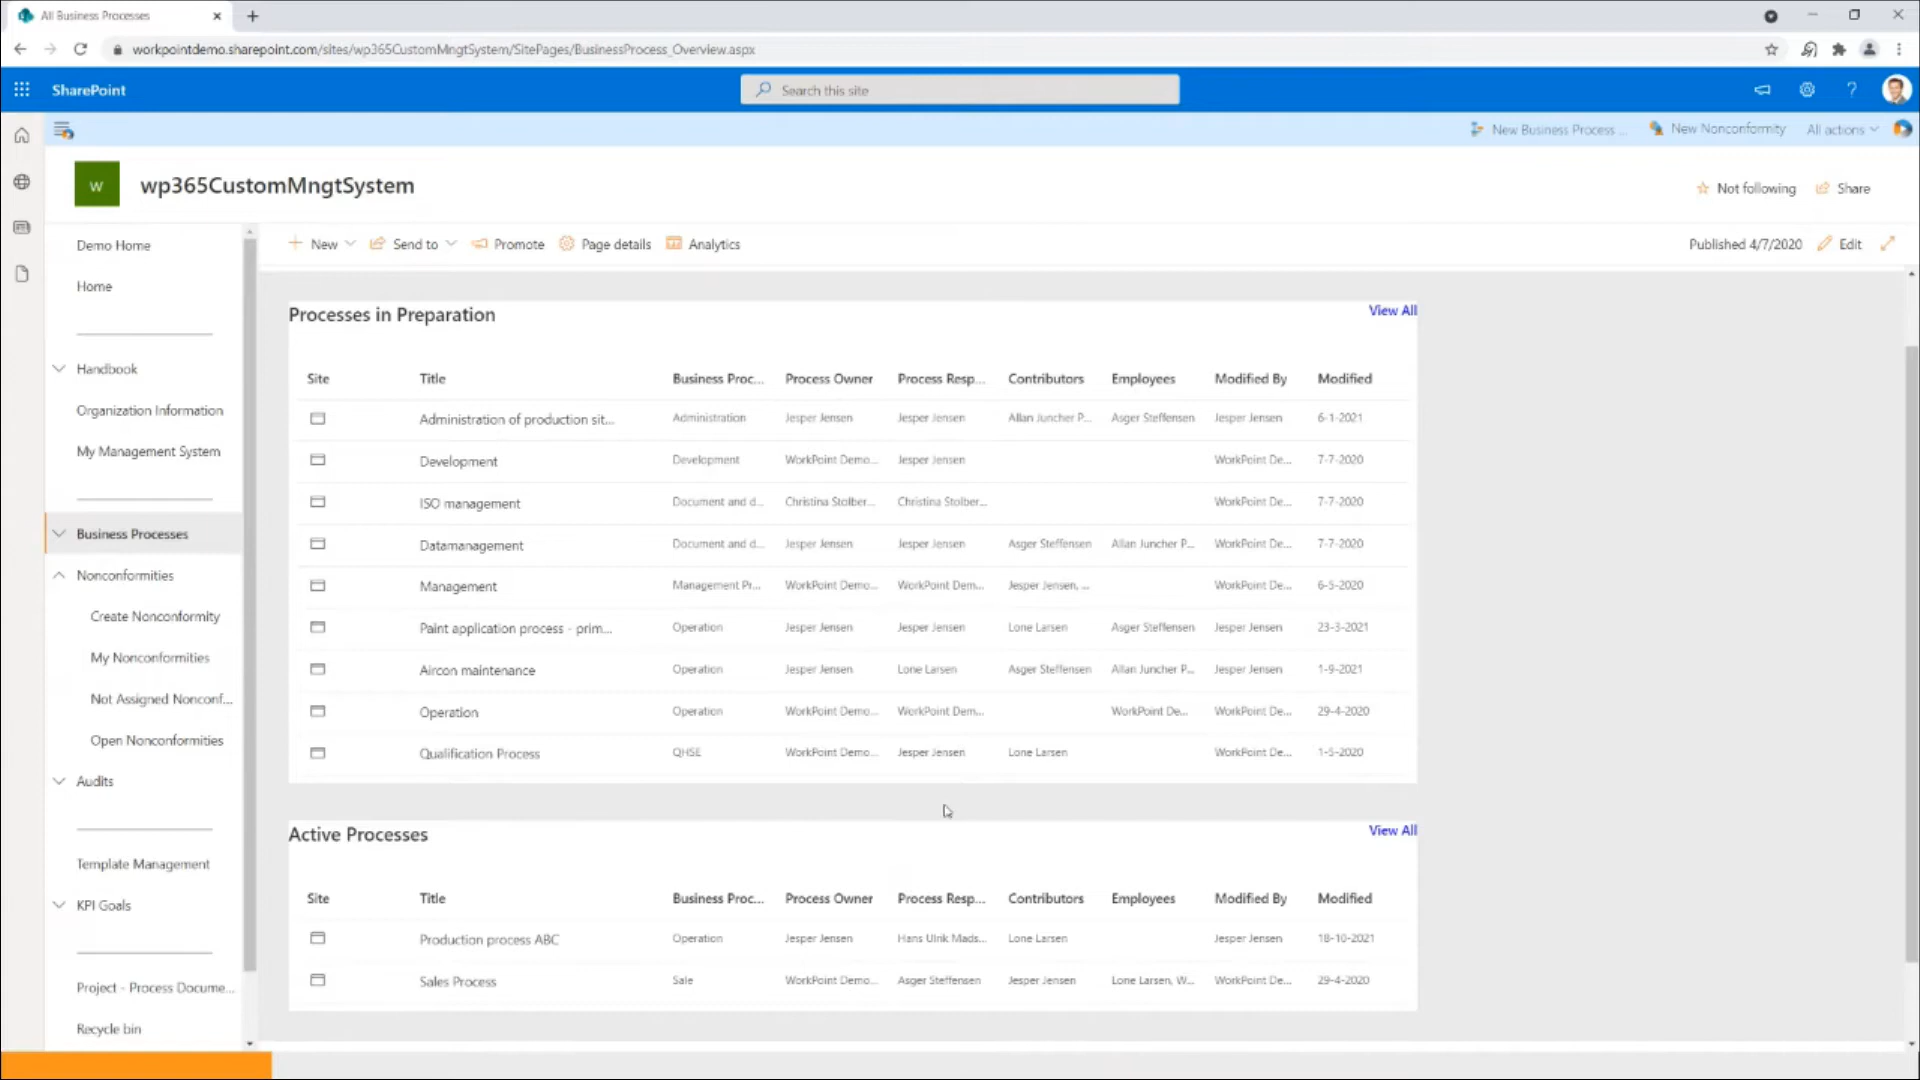 All Business Processes
workpointdemo.sharepoint.com/sites/wp365CustomMngtSystem/SitePages/BusinessProcess_Overview.aspx
SharePoint
Search this site
?
New Business Process ...
New Nonconformity
All actions
W
wp365CustomMngtSystem
Not following
Share
New
Send to
Promote
Page details
Analytics
Published 4/7/2020
Edit
Demo Home
Home
Handbook
Organization Information
My Management System
Business Processes
Nonconformities
Create Nonconformity
My Nonconformities
Not Assigned Nonconf...
Open Nonconformities
Audits
Template Management
KPI Goals
Project - Process Docume...
Recycle bin
Processes in Preparation
View All
Site Title Business Proc... Process Owner Process Resp... Contributors Employees Modified By Modified
Administration of production sit... Administration Jesper Jensen Jesper Jensen Allan Juncher P... Asger Steffensen Jesper Jensen 6-1-2021
Development Development WorkPoint Demo... Jesper Jensen WorkPoint De... 7-7-2020
ISO management Document and d... Christina Stolber... Christina Stolber... WorkPoint De... 7-7-2020
Datamanagement Document and d... Jesper Jensen Jesper Jensen Asger Steffensen Allan Juncher P... WorkPoint De... 7-7-2020
Management Management Pr... WorkPoint Demo... WorkPoint Dem... Jesper Jensen, ... WorkPoint De... 6-5-2020
Paint application process - prim... Operation Jesper Jensen Jesper Jensen Lone Larsen Asger Steffensen Jesper Jensen 23-3-2021
Aircon maintenance Operation Jesper Jensen Lone Larsen Asger Steffensen Allan Juncher P... Jesper Jensen 1-9-2021
Operation Operation WorkPoint Demo... WorkPoint Dem... WorkPoint De... WorkPoint De... 29-4-2020
Qualification Process QHSE WorkPoint Demo... Jesper Jensen Lone Larsen WorkPoint De... 1-5-2020
Active Processes
View All
Site Title Business Proc... Process Owner Process Resp... Contributors Employees Modified By Modified
Production process ABC Operation Jesper Jensen Hans Ulrik Mads... Lone Larsen Jesper Jensen 18-10-2021
Sales Process Sale WorkPoint Demo... Asger Steffensen Jesper Jensen Lone Larsen, W... WorkPoint De... 29-4-2020